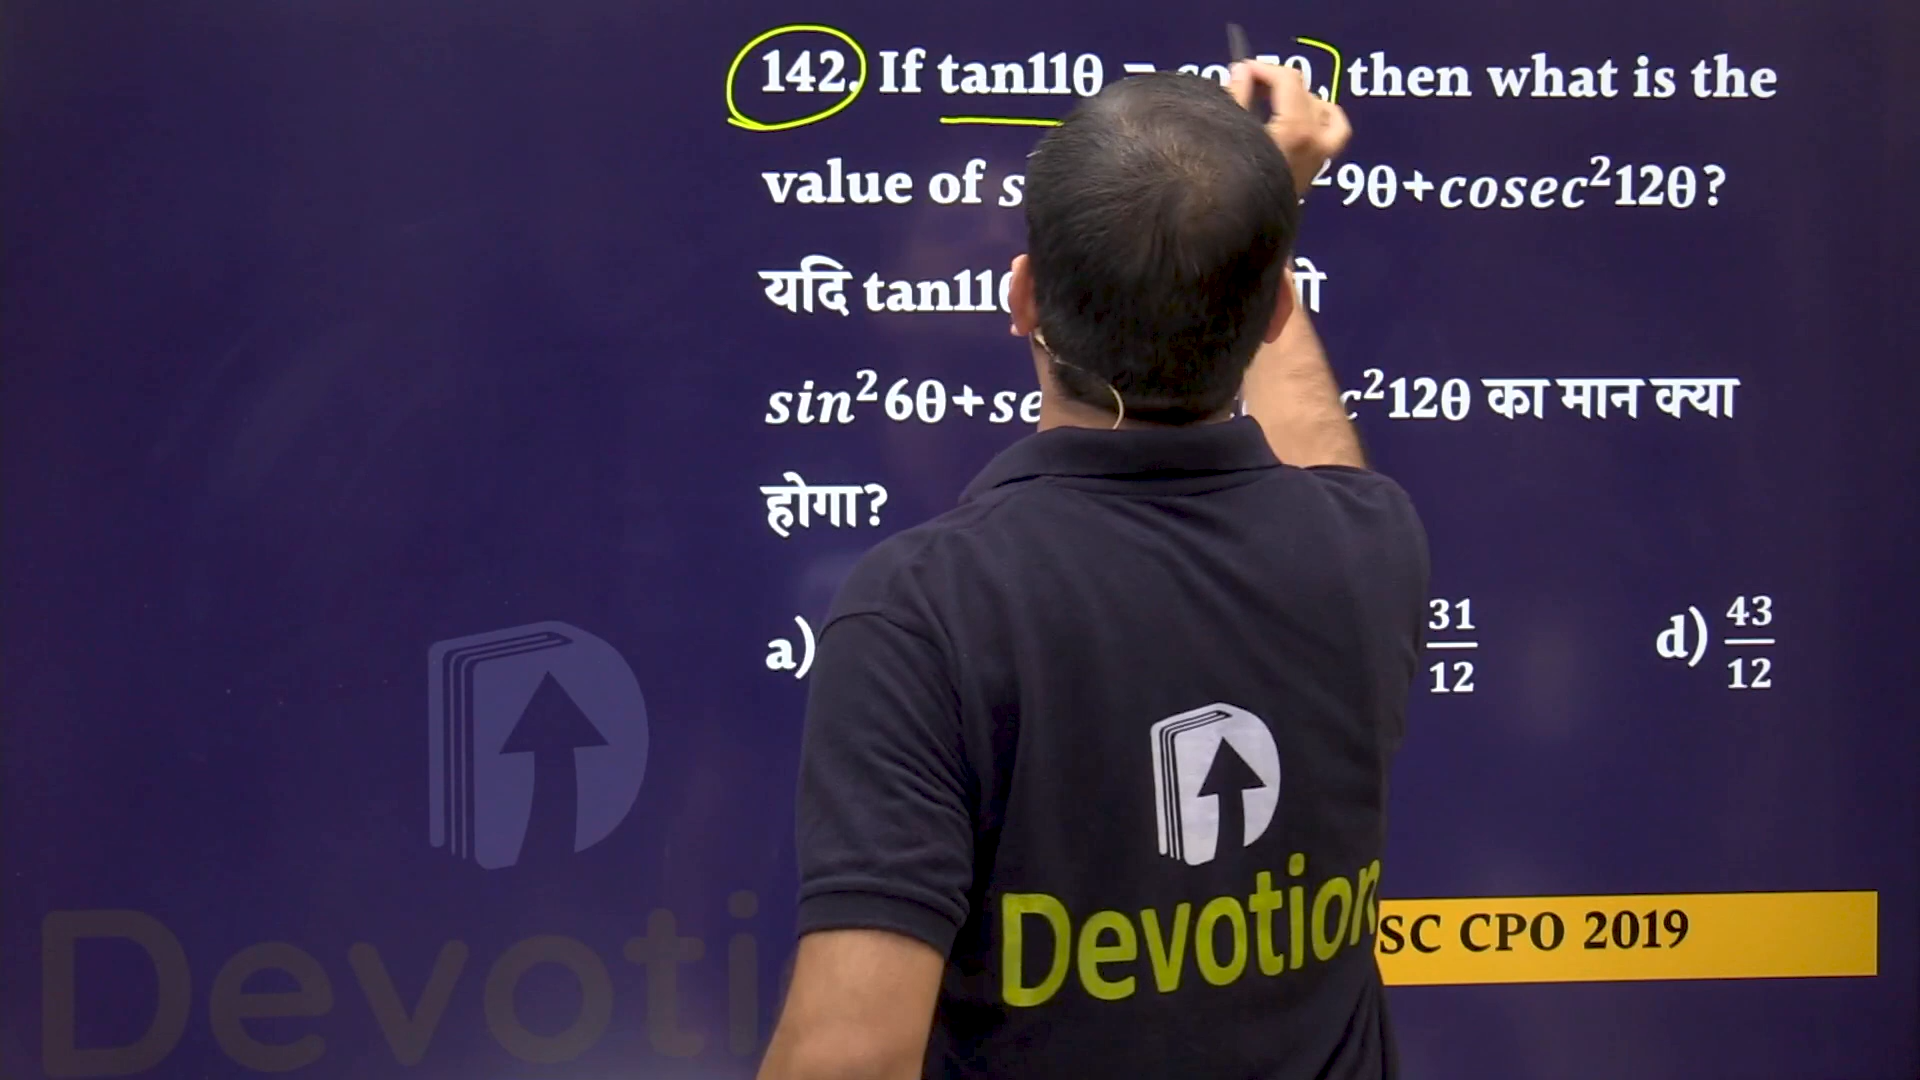 142. If tan11θ = then what is the
value of 9θ+cosec²12θ?
यदि tan11
sin²6θ+se c²12θ का मान क्या
होगा?
a) 31/12 d) 43/12
Devotion
SC CPO 2019
Devoti